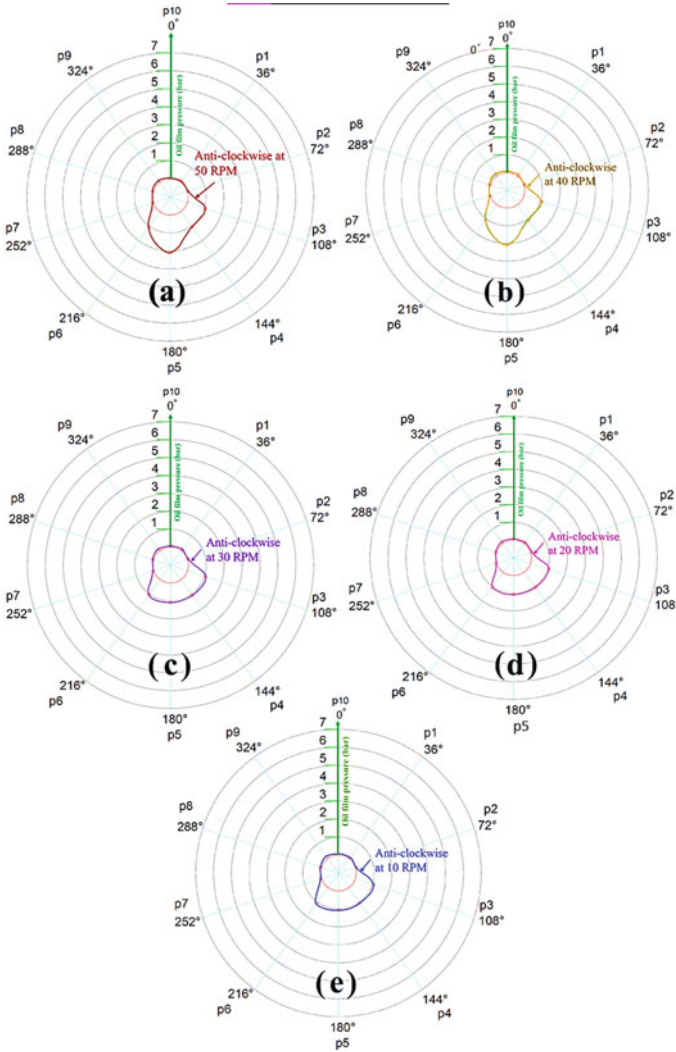 p10
0°
p9
324°
p1
36°
7
6
5
4
3
2
1
Oil film pressure (bar)
p8
288°
p2
72°
Anti-clockwise at
50 RPM
p7
252°
p3
108°
(a)
216°
p6
144°
p4
180°
p5
p10
0°
0°
p9
324°
p1
36°
7
6
5
4
3
2
1
Oil film pressure (bar)
p8
288°
p2
72°
Anti-clockwise
at 40 RPM
p7
252°
p3
108°
(b)
216°
p6
144°
p4
180°
p5
p10
0°
p9
324°
p1
36°
7
6
5
4
3
2
1
Oil film pressure (bar)
p8
288°
p2
72°
Anti-clockwise
at 30 RPM
p7
252°
p3
108°
(c)
216°
p6
144°
p4
180°
p5
p10
0°
p9
324°
p1
36°
7
6
5
4
3
2
1
Oil film pressure (bar)
p8
288°
p2
72°
Anti-clockwise
at 20 RPM
p7
252°
p3
108°
(d)
216°
p6
144°
p4
180°
p5
p10
0°
p9
324°
p1
36°
7
6
5
4
3
2
1
Oil film pressure (bar)
p8
288°
p2
72°
Anti-clockwise
at 10 RPM
p7
252°
p3
108°
(e)
216°
p6
144°
p4
180°
p5